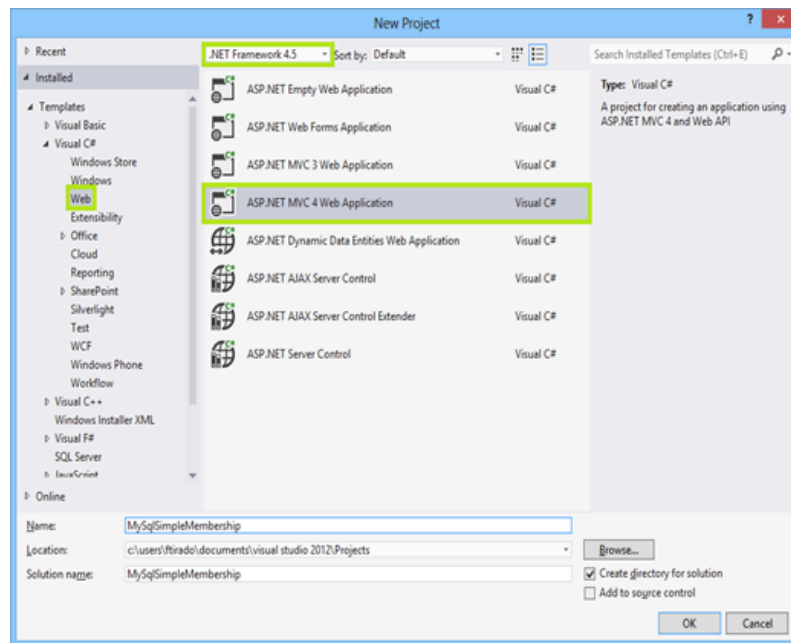 New Project
? ×
Recent
.NET Framework 4.5 Sort by: Default
Search Installed Templates (Ctrl+E)
Installed
Templates
Visual Basic
Visual C#
Windows Store
Windows
Web
Extensibility
Office
Cloud
Reporting
SharePoint
Silverlight
Test
WCF
Windows Phone
Workflow
Visual C++
Windows Installer XML
Visual F#
SQL Server
JavaScript
Online
ASP.NET Empty Web Application Visual C#
ASP.NET Web Forms Application Visual C#
ASP.NET MVC 3 Web Application Visual C#
ASP.NET MVC 4 Web Application Visual C#
ASP.NET Dynamic Data Entities Web Application Visual C#
ASP.NET AJAX Server Control Visual C#
ASP.NET AJAX Server Control Extender Visual C#
ASP.NET Server Control Visual C#
Type: Visual C#
A project for creating an application using
ASP.NET MVC 4 and Web API
Name: MySqlSimpleMembership
Location: c:\users\ftirado\documents\visual studio 2012\Projects
Browse...
Solution name: MySqlSimpleMembership
Create directory for solution
Add to source control
OK Cancel